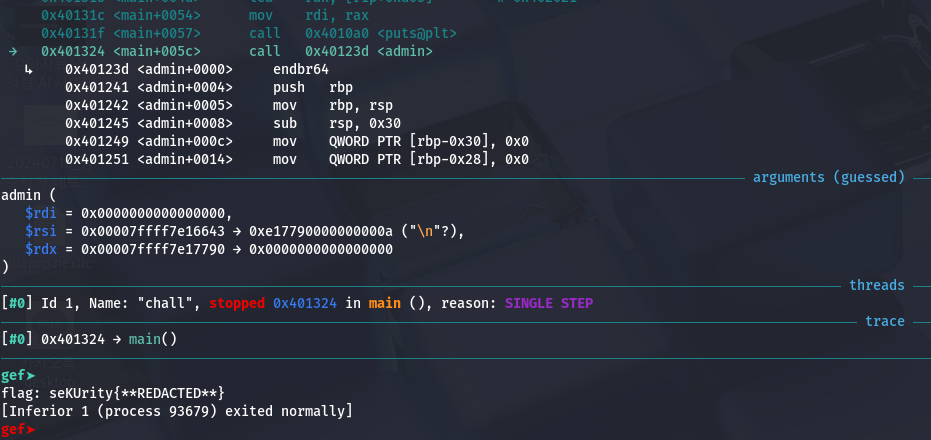 0x40131c <main+0054> mov rdi, rax
0x40131f <main+0057> call 0x4010a0 <puts@plt>
→ 0x401324 <main+005c> call 0x40123d <admin>
↳ 0x40123d <admin+0000> endbr64
0x401241 <admin+0004> push rbp
0x401242 <admin+0005> mov rbp, rsp
0x401245 <admin+0008> sub rsp, 0x30
0x401249 <admin+000c> mov QWORD PTR [rbp-0x30], 0x0
0x401251 <admin+0014> mov QWORD PTR [rbp-0x28], 0x0
arguments (guessed)
admin (
$rdi = 0x0000000000000000,
$rsi = 0x00007ffff7e16643 → 0xe17790000000000a ("\n"?),
$rdx = 0x00007ffff7e17790 → 0x0000000000000000
)
threads
[#0] Id 1, Name: "chall", stopped 0x401324 in main (), reason: SINGLE STEP
trace
[#0] 0x401324 → main()
gef➤
flag: seKUrity{**REDACTED**}
[Inferior 1 (process 93679) exited normally]
gef➤